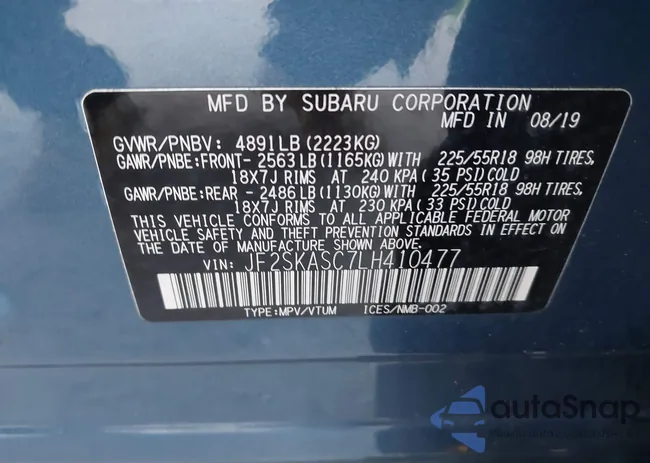 MFD BY SUBARU CORPORATION
MFD IN 08/19
GVWR/PNBV: 4891LB (2223KG)
GAWR/PNBE:FRONT- 2563 LB (1165KG) WITH 225/55R18 98H TIRES,
18X7J RIMS AT 240 KPA ( 35 PSI) COLD
GAWR/PNBE:REAR - 2486 LB (1130KG) WITH 225/55R18 98H TIRES,
18X7J RIMS AT 230 KPA ( 33 PSI) COLD
THIS VEHICLE CONFORMS TO ALL APPLICABLE FEDERAL MOTOR
VEHICLE SAFETY AND THEFT PREVENTION STANDARDS
IN EFFECT ON THE DATE OF MANUFACTURE SHOWN
ABOVE.
VIN: JF2SKASC7LH410477
TYPE:MPV/VTUM ICES/NMB-002
autoSnap